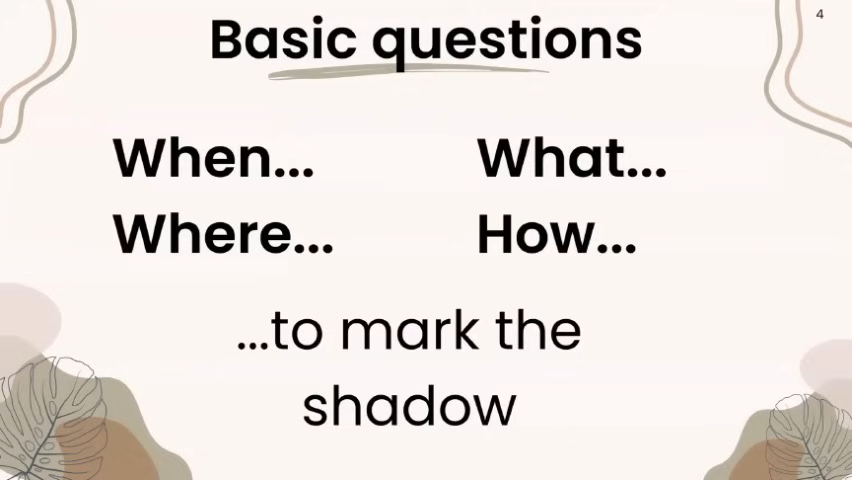 4
Basic questions
When...
What...
Where...
How...
...to mark the
shadow